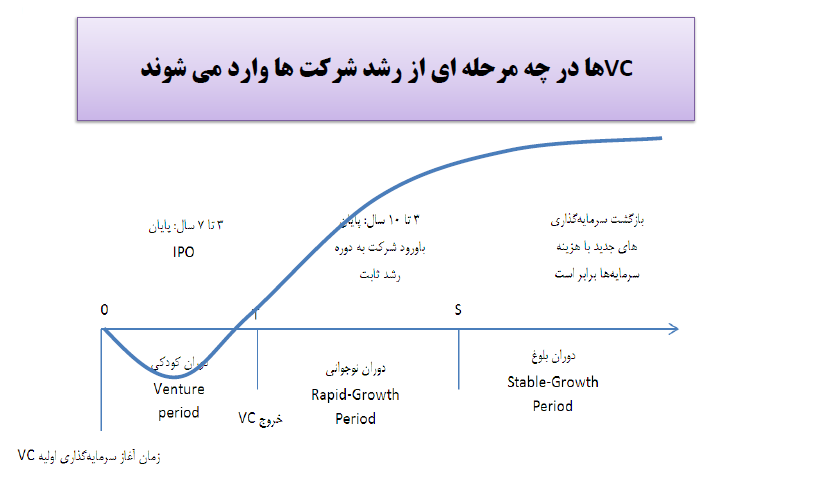 VCها در چه مرحله ای از رشد شرکت ها وارد می شوند
۳ تا ۷ سال: پایان
IPO
۳ تا ۱۰ سال: پایان
باورود شرکت به دوره
رشد ثابت
بازگشت سرمایه‌گذاری
های جدید با هزینه
سرمایه‌ها برابر است
O
T
S
دوران کودکی
Venture
period
خروج VC
دوران نوجوانی
Rapid-Growth
Period
دوران بلوغ
Stable-Growth
Period
زمان آغاز سرمایه‌گذاری اولیه VC